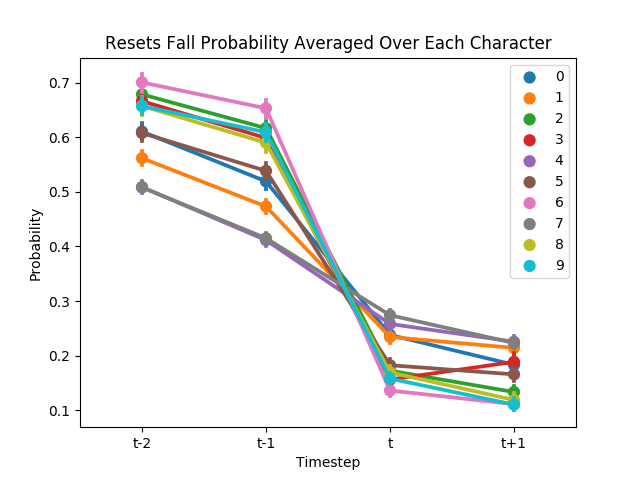 Resets Fall Probability Averaged Over Each Character
0.7
0.6
0.5
0.4
0.3
0.2
0.1
Probability
t-2
t-1
t
t+1
Timestep
0
1
2
3
4
5
6
7
8
9